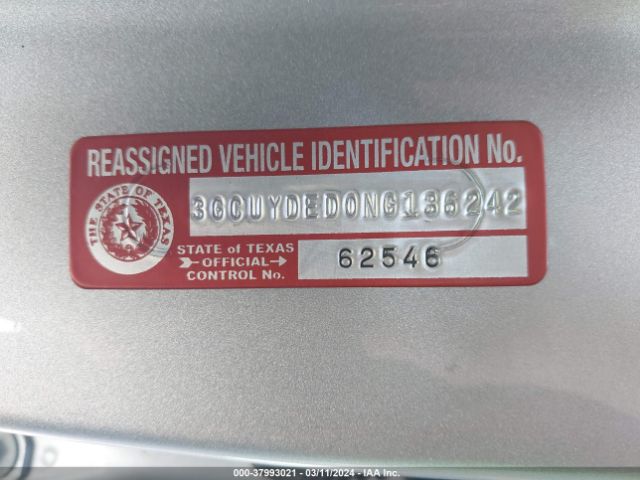 REASSIGNED VEHICLE IDENTIFICATION No.
THE STATE OF TEXAS
3GCUYDED0NG136242
STATE of TEXAS
OFFICIAL
CONTROL No.
62546
000-37993021 - 03/11/2024 - IAA Inc.